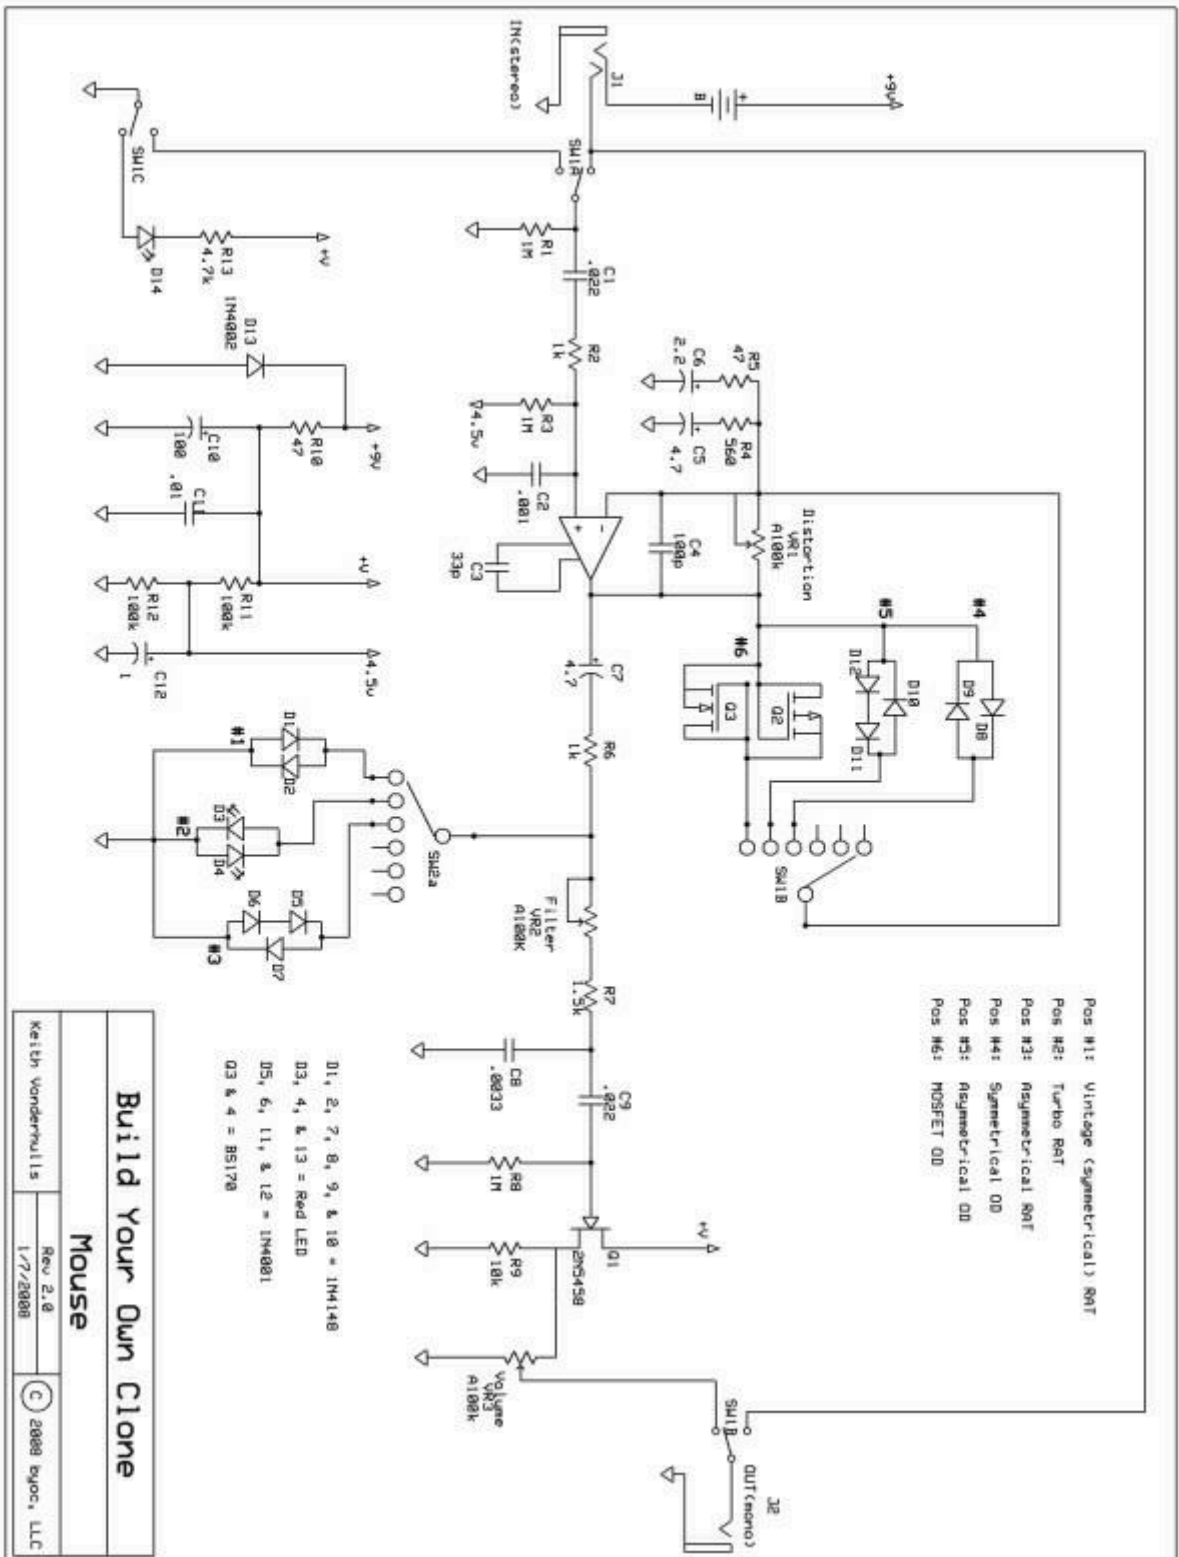 +9V
B
J1
IN(stereo)
SW1A
R1
1M
C1
.022
R2
1k
R3
1M
4.5v
C2
.001
R5
47
C6
2.2
R4
560
C5
4.7
Distortion
VR1
A100k
C4
100p
+
-
C3
33p
#4
D8
D9
#5
D10
D12
D11
#6
Q2
Q3
SW1B
Pos #1: Vintage (symmetrical) RAT
Pos #2: Turbo RAT
Pos #3: Asymmetrical RAT
Pos #4: Symmetrical OD
Pos #5: Asymmetrical OD
Pos #6: MOSFET OD
C7
4.7
R6
1k
Filter
VR2
A100K
R7
1.5k
C8
.0033
C9
.022
R8
1M
Q1
2N5458
+V
R9
10k
Volume
VR3
A100k
SW1B
J2
OUT(mono)
SW1C
D14
R13
4.7k
+V
D13
1N4002
+9V
R10
47
C10
100
C11
.01
+V
R11
100k
R12
100k
4.5v
C12
1
SW2a
D1
D2
#1
D3
D4
#2
D5
D6
D7
#3
D1, 2, 7, 8, 9, & 10 = 1N4148
D3, 4, & 13 = Red LED
D5, 6, 11, & 12 = 1N4001
Q3 & 4 = BS170
Build Your Own Clone
Mouse
Keith Vonderhulls
Rev 2.0
1/7/2008
C 2008 byoc, LLC